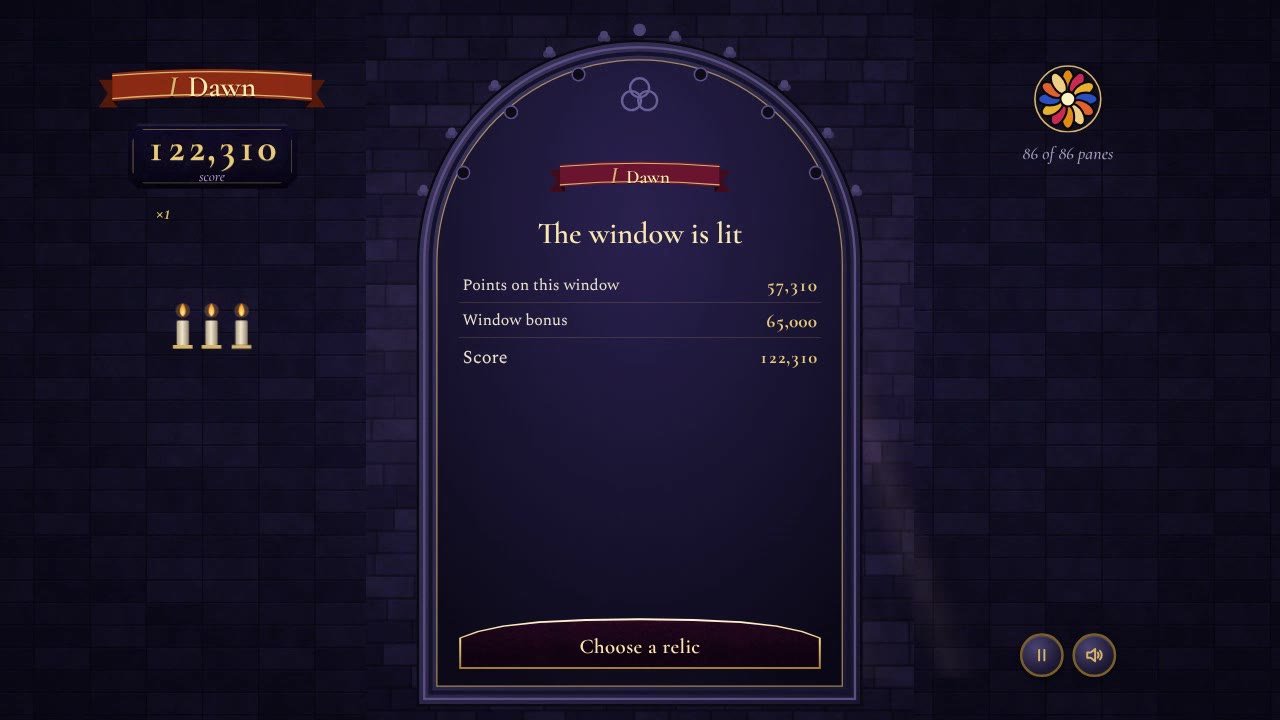 I Dawn
122,310
score
×1
86 of 86 panes
I Dawn
The window is lit
Points on this window 57,310
Window bonus 65,000
Score 122,310
Choose a relic